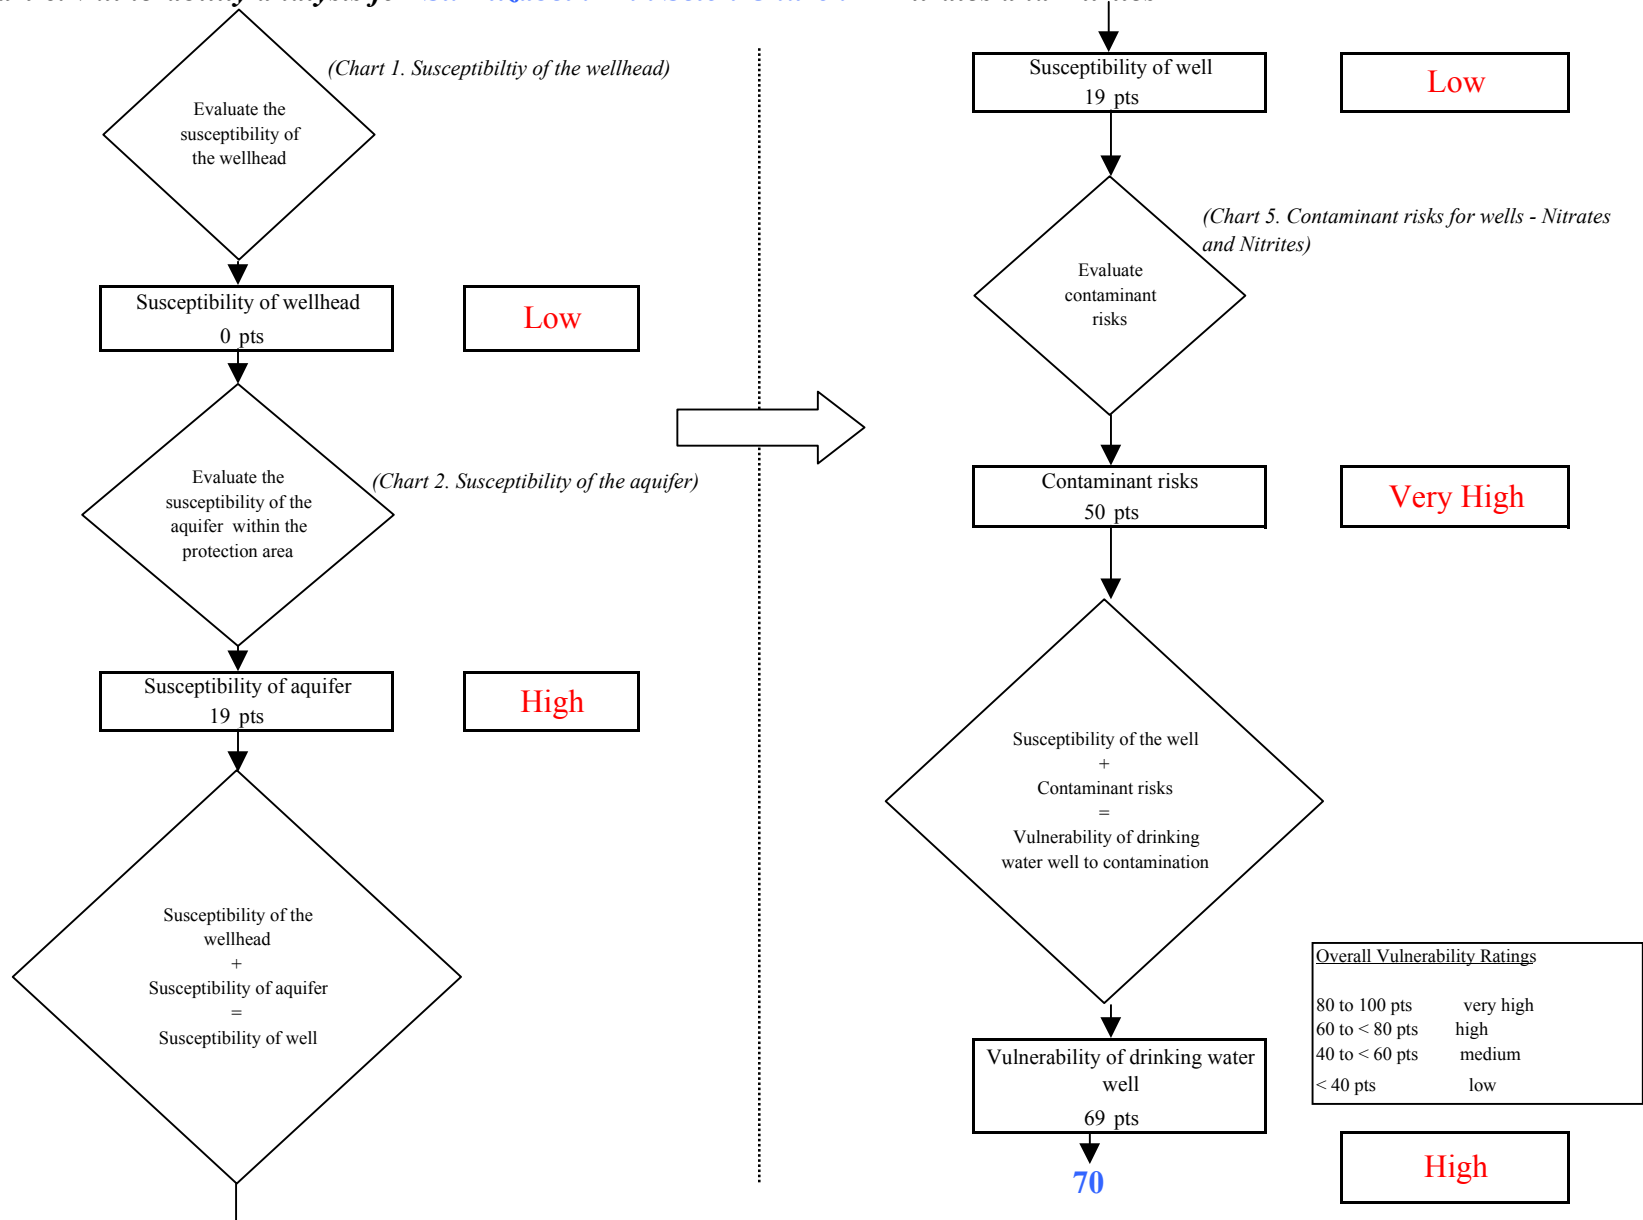 (Chart 1. Susceptibiltiy of the wellhead)
Evaluate the
susceptibility of
the wellhead
Susceptibility of wellhead
0 pts
Low
Evaluate the
susceptibility of the
aquifer within the
protection area
(Chart 2. Susceptibility of the aquifer)
Susceptibility of aquifer
19 pts
High
Susceptibility of the
wellhead
+
Susceptibility of aquifer
=
Susceptibility of well
Susceptibility of well
19 pts
Low
(Chart 5. Contaminant risks for wells - Nitrates
and Nitrites)
Evaluate
contaminant
risks
Contaminant risks
50 pts
Very High
Susceptibility of the well
+
Contaminant risks
=
Vulnerability of drinking
water well to contamination
Overall Vulnerability Ratings
80 to 100 pts very high
60 to < 80 pts high
40 to < 60 pts medium
< 40 pts low
Vulnerability of drinking water
well
69 pts
70
High